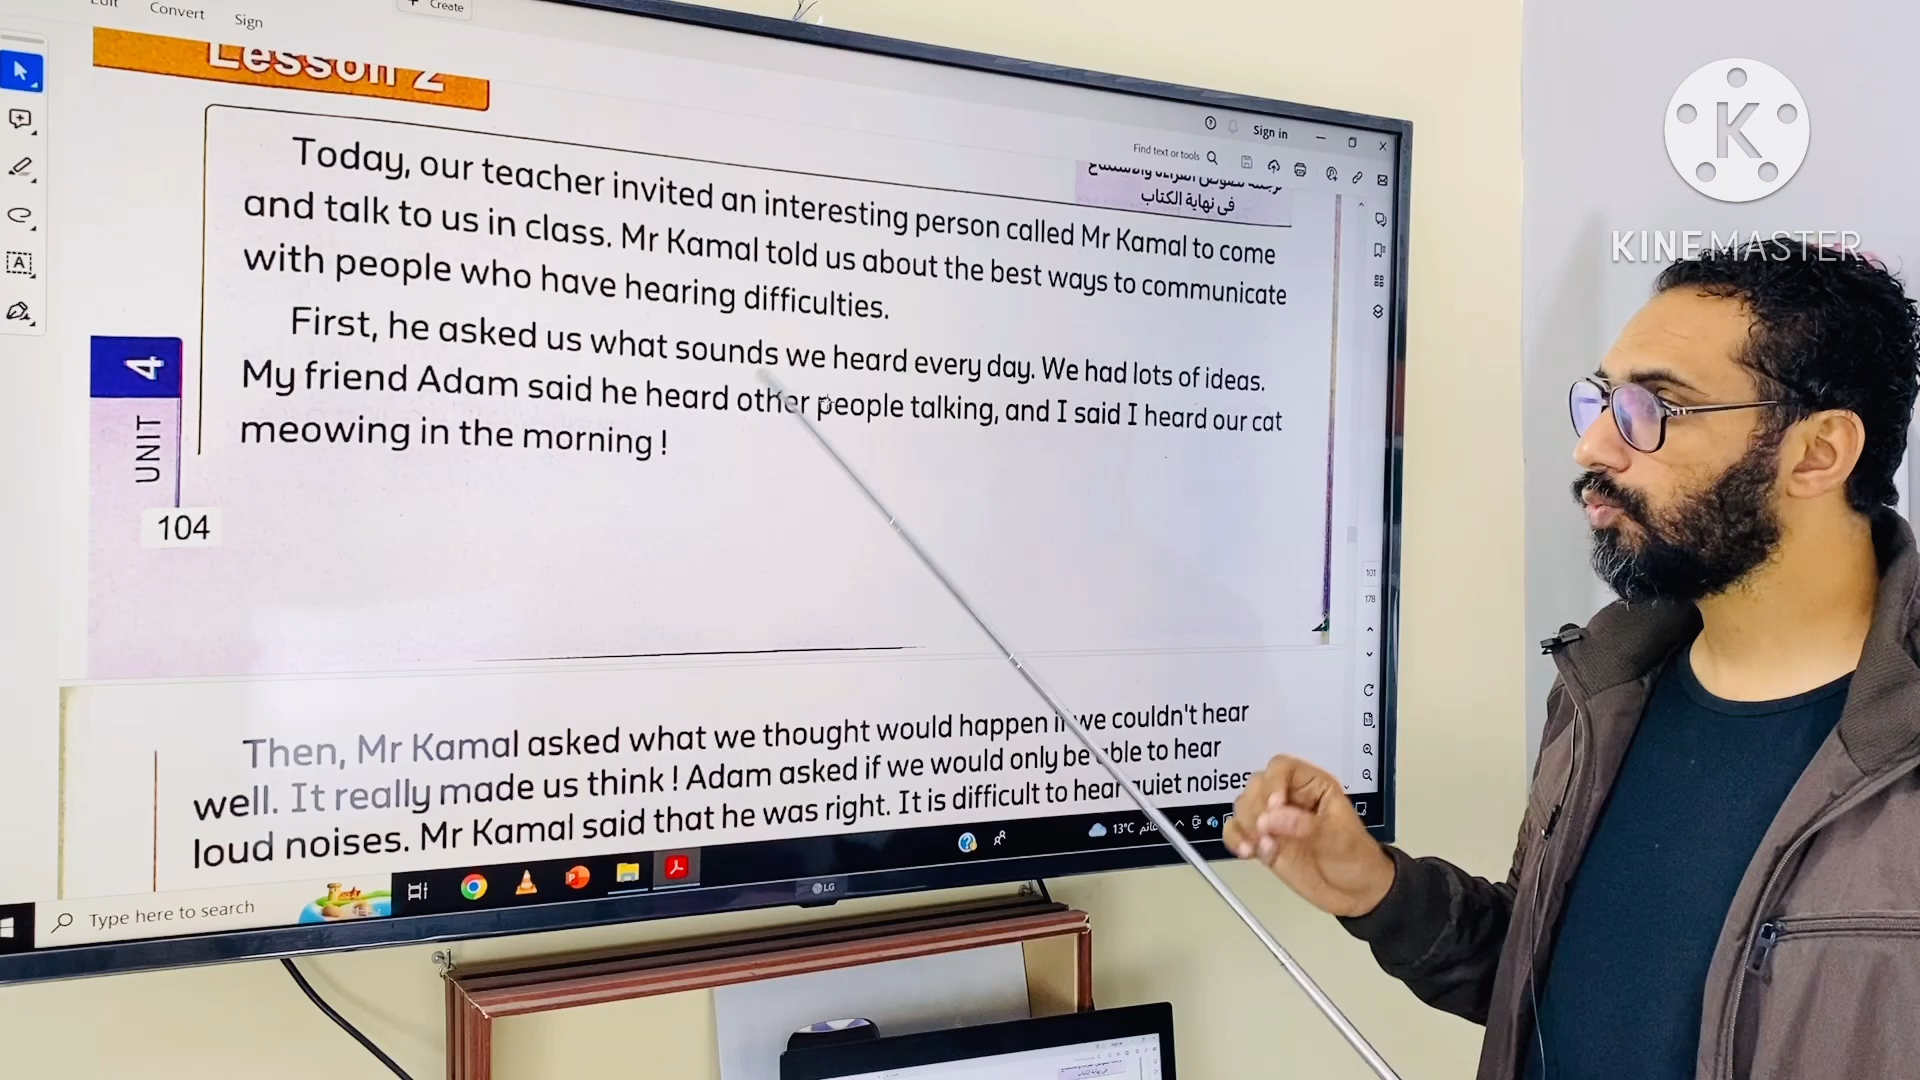 Edit
Convert
Sign
Create
Lesson 2
Sign in
Find text or tools
فى نهاية الكتاب
KINEMASTER
Today, our teacher invited an interesting person called Mr Kamal to come
and talk to us in class. Mr Kamal told us about the best ways to communicate
with people who have hearing difficulties.
First, he asked us what sounds we heard every day. We had lots of ideas.
My friend Adam said he heard other people talking, and I said I heard our cat
meowing in the morning !
UNIT 4
104
101
178
Then, Mr Kamal asked what we thought would happen if we couldn't hear
well. It really made us think ! Adam asked if we would only be able to hear
loud noises. Mr Kamal said that he was right. It is difficult to hear quiet noises
13°C غائم
Type here to search
LG